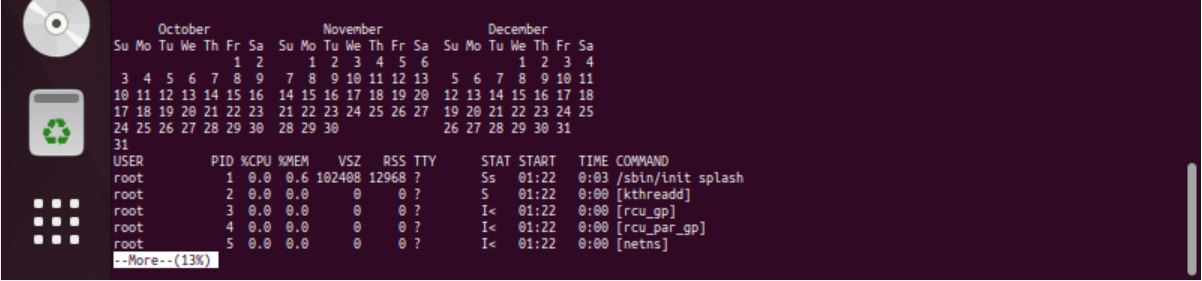 October               November               December
Su Mo Tu We Th Fr Sa  Su Mo Tu We Th Fr Sa  Su Mo Tu We Th Fr Sa
                1  2      1  2  3  4  5  6            1  2  3  4
 3  4  5  6  7  8  9   7  8  9 10 11 12 13   5  6  7  8  9 10 11
10 11 12 13 14 15 16  14 15 16 17 18 19 20  12 13 14 15 16 17 18
17 18 19 20 21 22 23  21 22 23 24 25 26 27  19 20 21 22 23 24 25
24 25 26 27 28 29 30  28 29 30              26 27 28 29 30 31
31
USER         PID %CPU %MEM    VSZ   RSS TTY      STAT START   TIME COMMAND
root           1  0.0  0.6 102408 12968 ?        Ss   01:22   0:03 /sbin/init splash
root           2  0.0  0.0      0     0 ?        S    01:22   0:00 [kthreadd]
root           3  0.0  0.0      0     0 ?        I<   01:22   0:00 [rcu_gp]
root           4  0.0  0.0      0     0 ?        I<   01:22   0:00 [rcu_par_gp]
root           5  0.0  0.0      0     0 ?        I<   01:22   0:00 [netns]
--More--(13%)